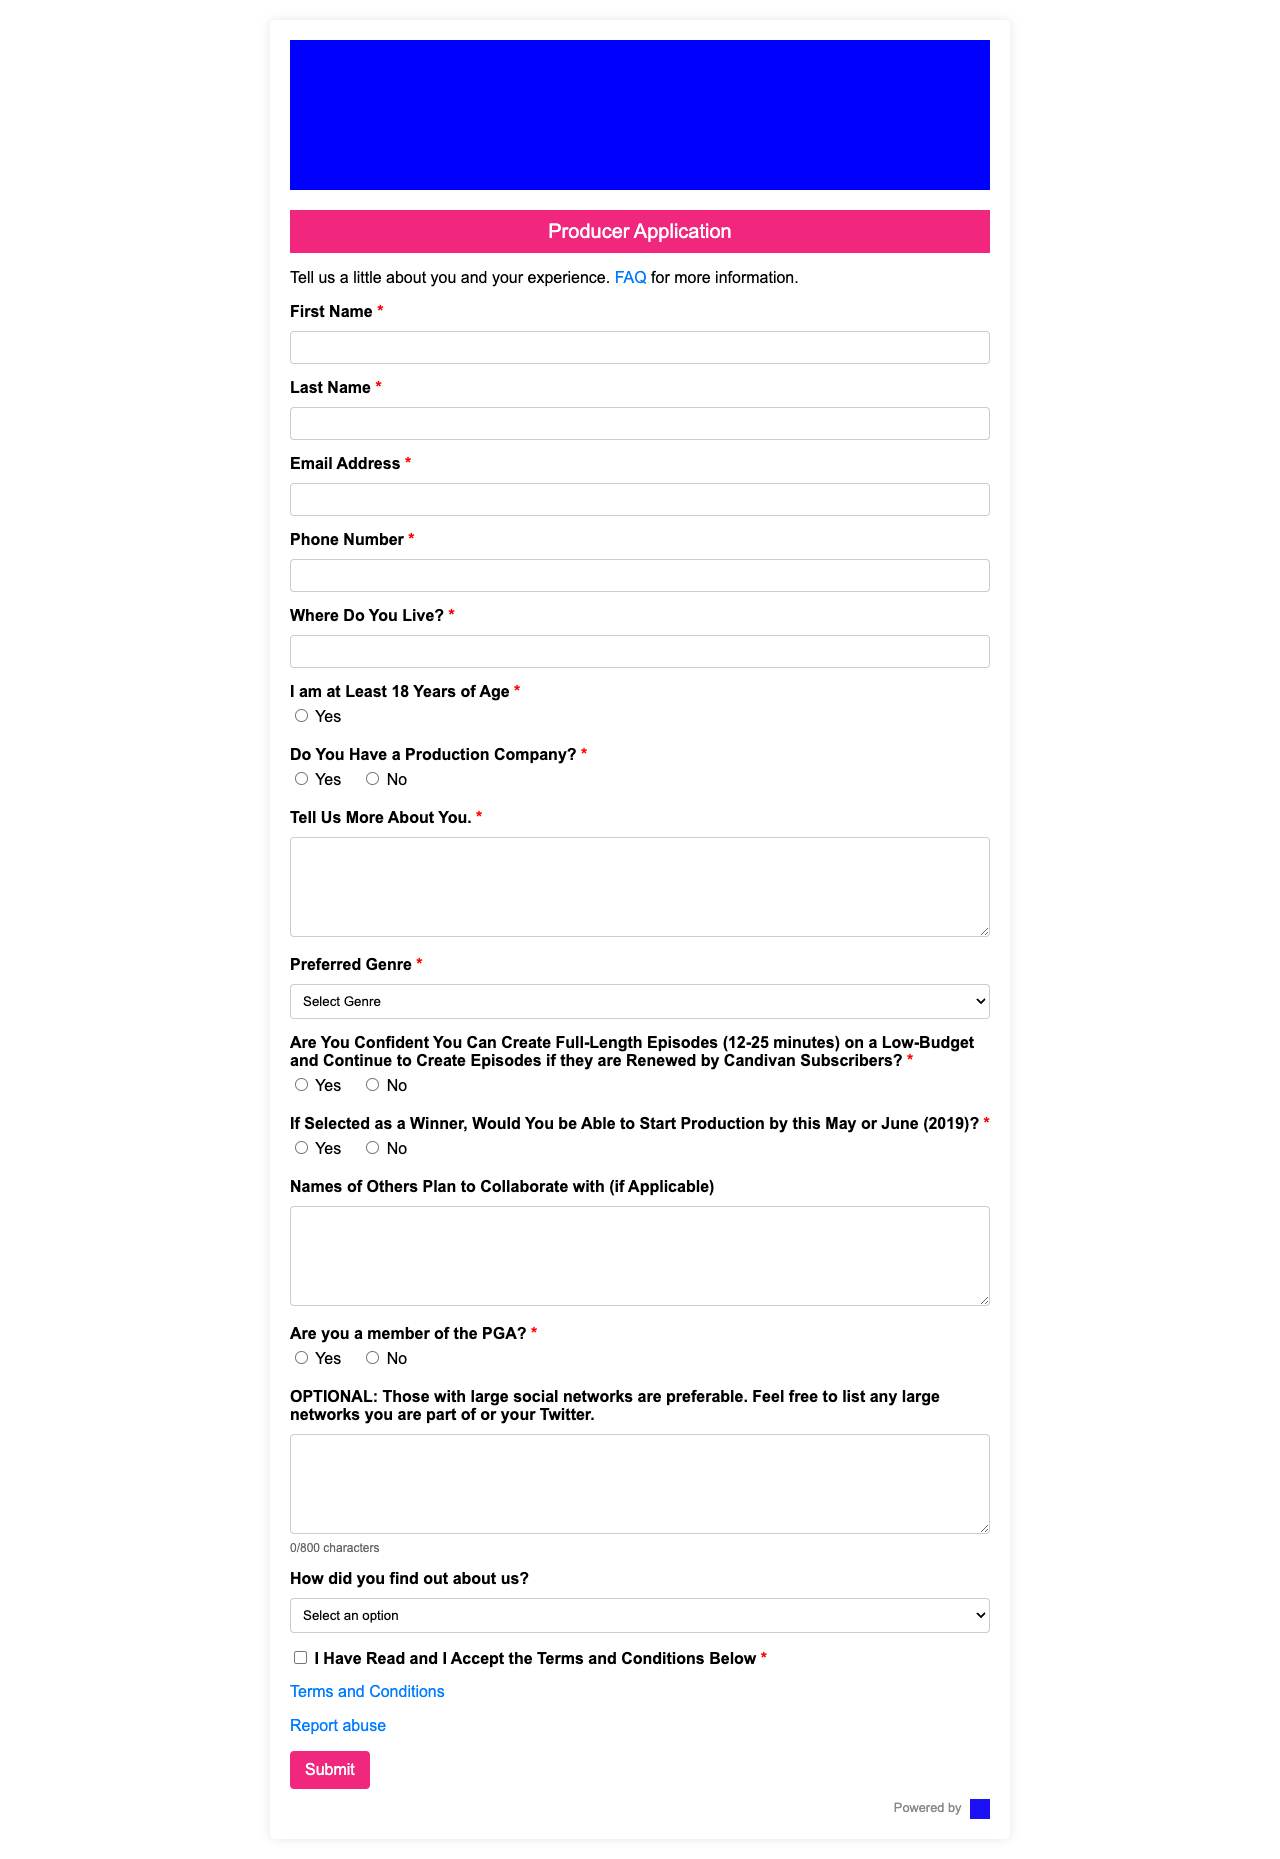 Producer Application
Tell us a little about you and your experience. FAQ for more information.
First Name *
Last Name *
Email Address *
Phone Number *
Where Do You Live? *
I am at Least 18 Years of Age *
Yes
Do You Have a Production Company? *
Yes No
Tell Us More About You. *
Preferred Genre *
Select Genre
Are You Confident You Can Create Full-Length Episodes (12-25 minutes) on a Low-Budget
and Continue to Create Episodes if they are Renewed by Candivan Subscribers? *
Yes No
If Selected as a Winner, Would You be Able to Start Production by this May or June (2019)? *
Yes No
Names of Others Plan to Collaborate with (if Applicable)
Are you a member of the PGA? *
Yes No
OPTIONAL: Those with large social networks are preferable. Feel free to list any large
networks you are part of or your Twitter.
0/800 characters
How did you find out about us?
Select an option
I Have Read and I Accept the Terms and Conditions Below *
Terms and Conditions
Report abuse
Submit
Powered by